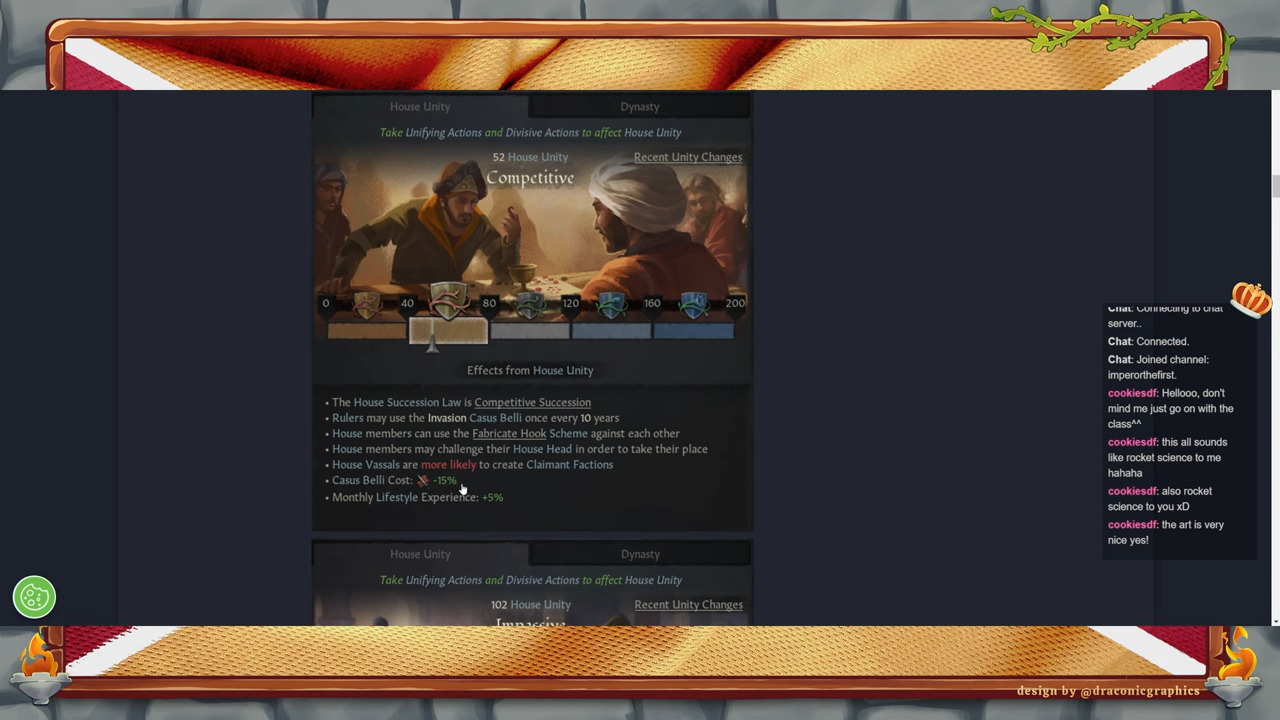 House Unity
Dynasty
Take Unifying Actions and Divisive Actions to affect House Unity
52 House Unity
Recent Unity Changes
Competitive
0 40 80 120 160 200
Effects from House Unity
• The House Succession Law is Competitive Succession
• Rulers may use the Invasion Casus Belli once every 10 years
• House members can use the Fabricate Hook Scheme against each other
• House members may challenge their House Head in order to take their place
• House Vassals are more likely to create Claimant Factions
• Casus Belli Cost: -15%
• Monthly Lifestyle Experience: +5%
House Unity
Dynasty
Take Unifying Actions and Divisive Actions to affect House Unity
102 House Unity
Recent Unity Changes
Impassive
Chat: Connecting to chat
server..
Chat: Connected.
Chat: Joined channel:
imperorthefirst.
cookiesdf: Hellooo, don't
mind me just go on with the
class^^
cookiesdf: this all sounds
like rocket science to me
hahaha
cookiesdf: also rocket
science to you xD
cookiesdf: the art is very
nice yes!
design by @draconicgraphics